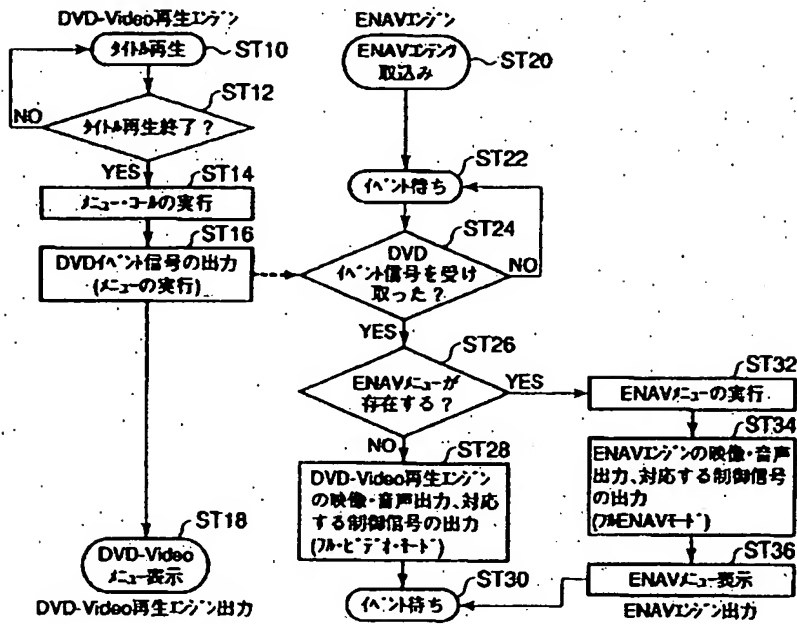 DVD-Video再生エンジン
タイトル再生
ST10
ST12
NO
タイトル再生終了?
YES
ST14
メニュー・コールの実行
ST16
DVDイベント信号の出力
(メニューの実行)
ST18
DVD-Video
メニュー表示
DVD-Video再生エンジン出力
ENAVエンジン
ENAVコンテンツ
取込み
ST20
ST22
イベント待ち
ST24
DVD
イベント信号を受け
取った?
NO
YES
ST26
ENAVメニューが
存在する?
YES
NO
ST28
DVD-Video再生エンジン
の映像・音声出力、対応
する制御信号の出力
(フル・ビデオ・モード)
ST30
イベント待ち
ST32
ENAVメニューの実行
ST34
ENAVエンジンの映像・音声
出力、対応する制御信号
の出力
(フルENAVモード)
ST36
ENAVメニュー表示
ENAVエンジン出力